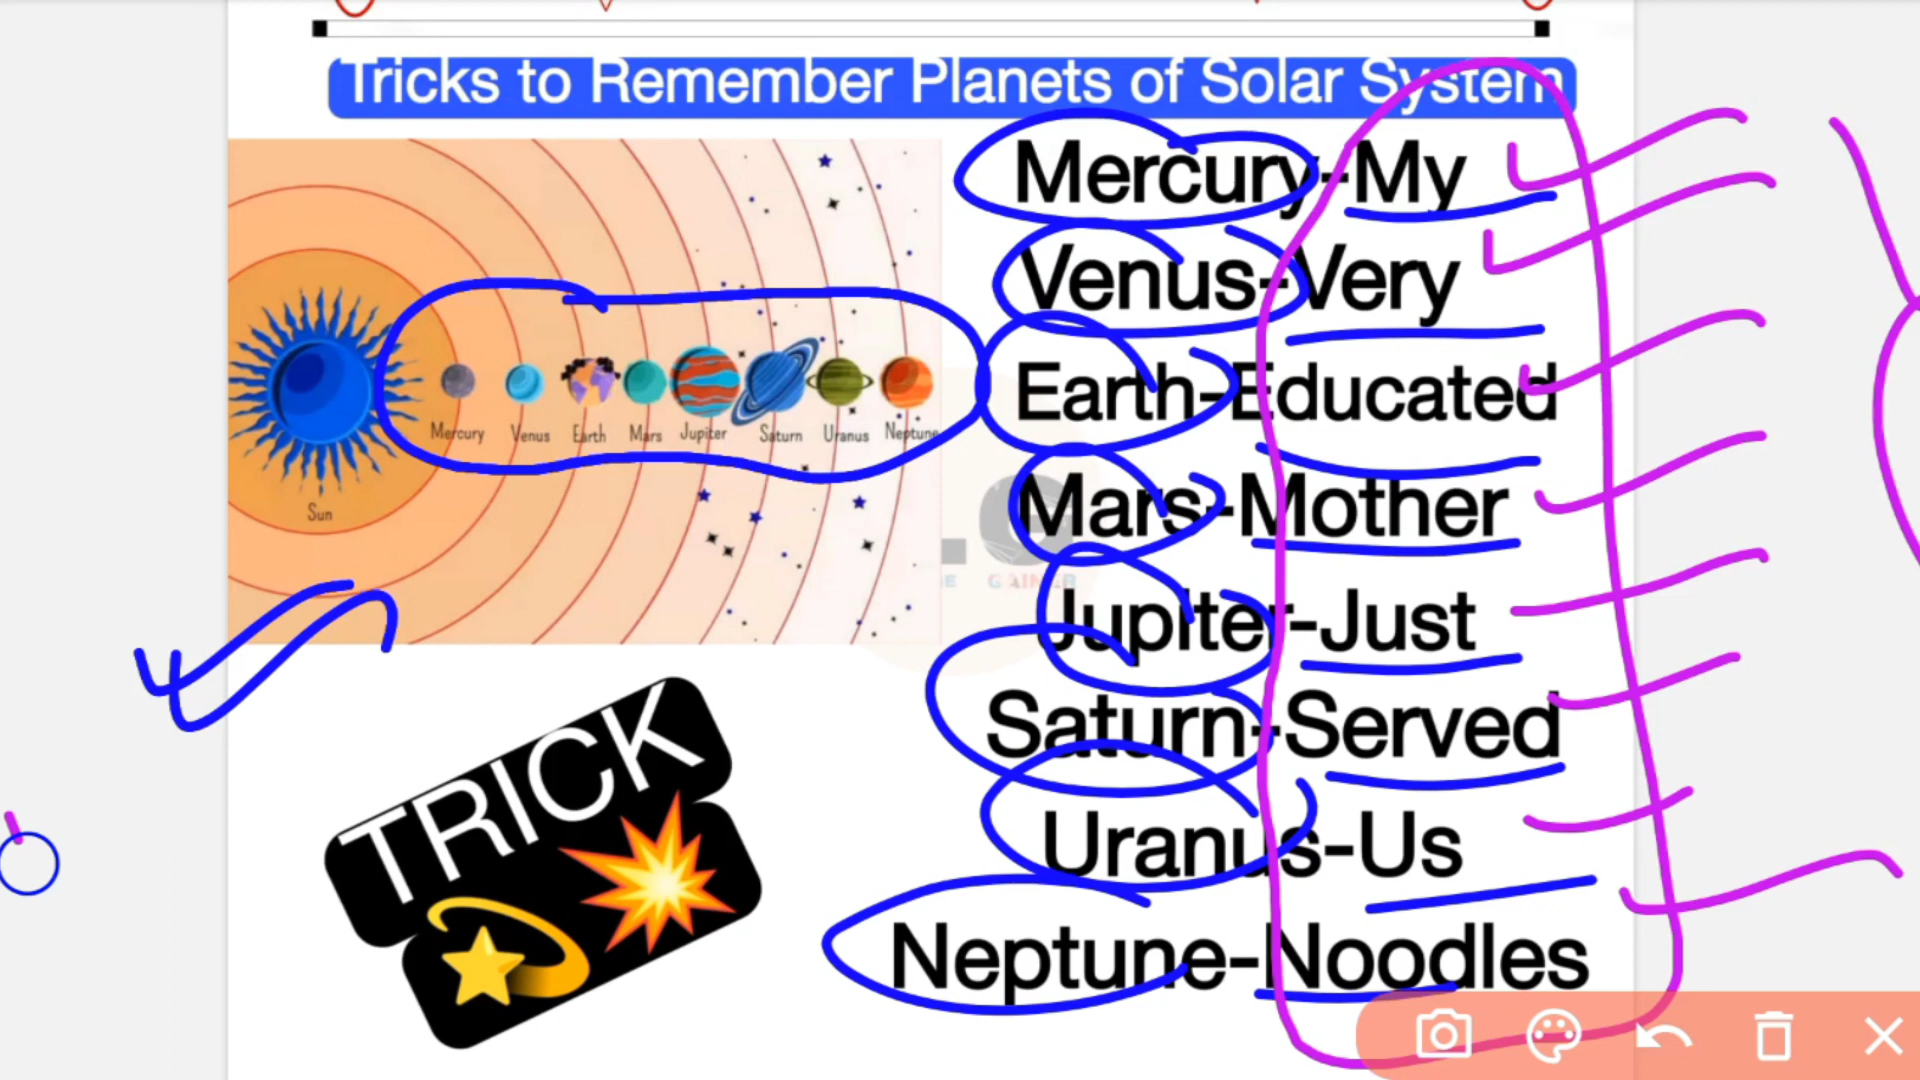 Tricks to Remember Planets of Solar System
Mercury-My
Venus-Very
Earth-Educated
Mars-Mother
Jupiter-Just
Saturn-Served
Uranus-Us
Neptune-Noodles
Mercury
Venus
Earth
Mars
Jupiter
Saturn
Uranus
Neptune
Sun
TRICK
GAINER